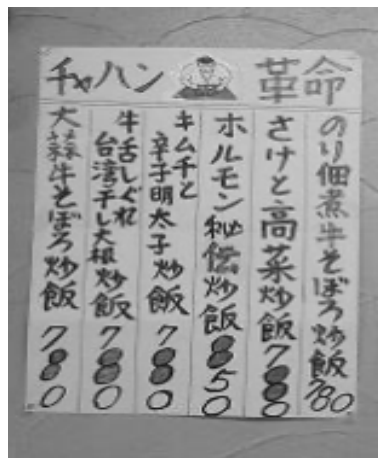 チャハン 革命
のり佃煮牛そぼろ炒飯 780
さけと高菜炒飯 780
ホルモン秘伝炒飯 850
キムチと辛子明太子炒飯 780
牛舌しぐれ台湾干し大根炒飯 780
大蒜牛そぼろ炒飯 780